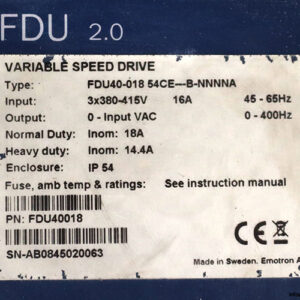 FDU 2.0
VARIABLE SPEED DRIVE
Type: FDU40-018 54CE---B-NNNNA
Input: 3x380-415V 16A 45 - 65Hz
Output: 0 - Input VAC 0 - 400Hz
Normal Duty: Inom: 18A
Heavy duty: Inom: 14.4A
Enclosure: IP 54
Fuse, amb temp & ratings: See instruction manual
PN: FDU40018
CE
SN-AB0845020063
Made in Sweden, Emotron A